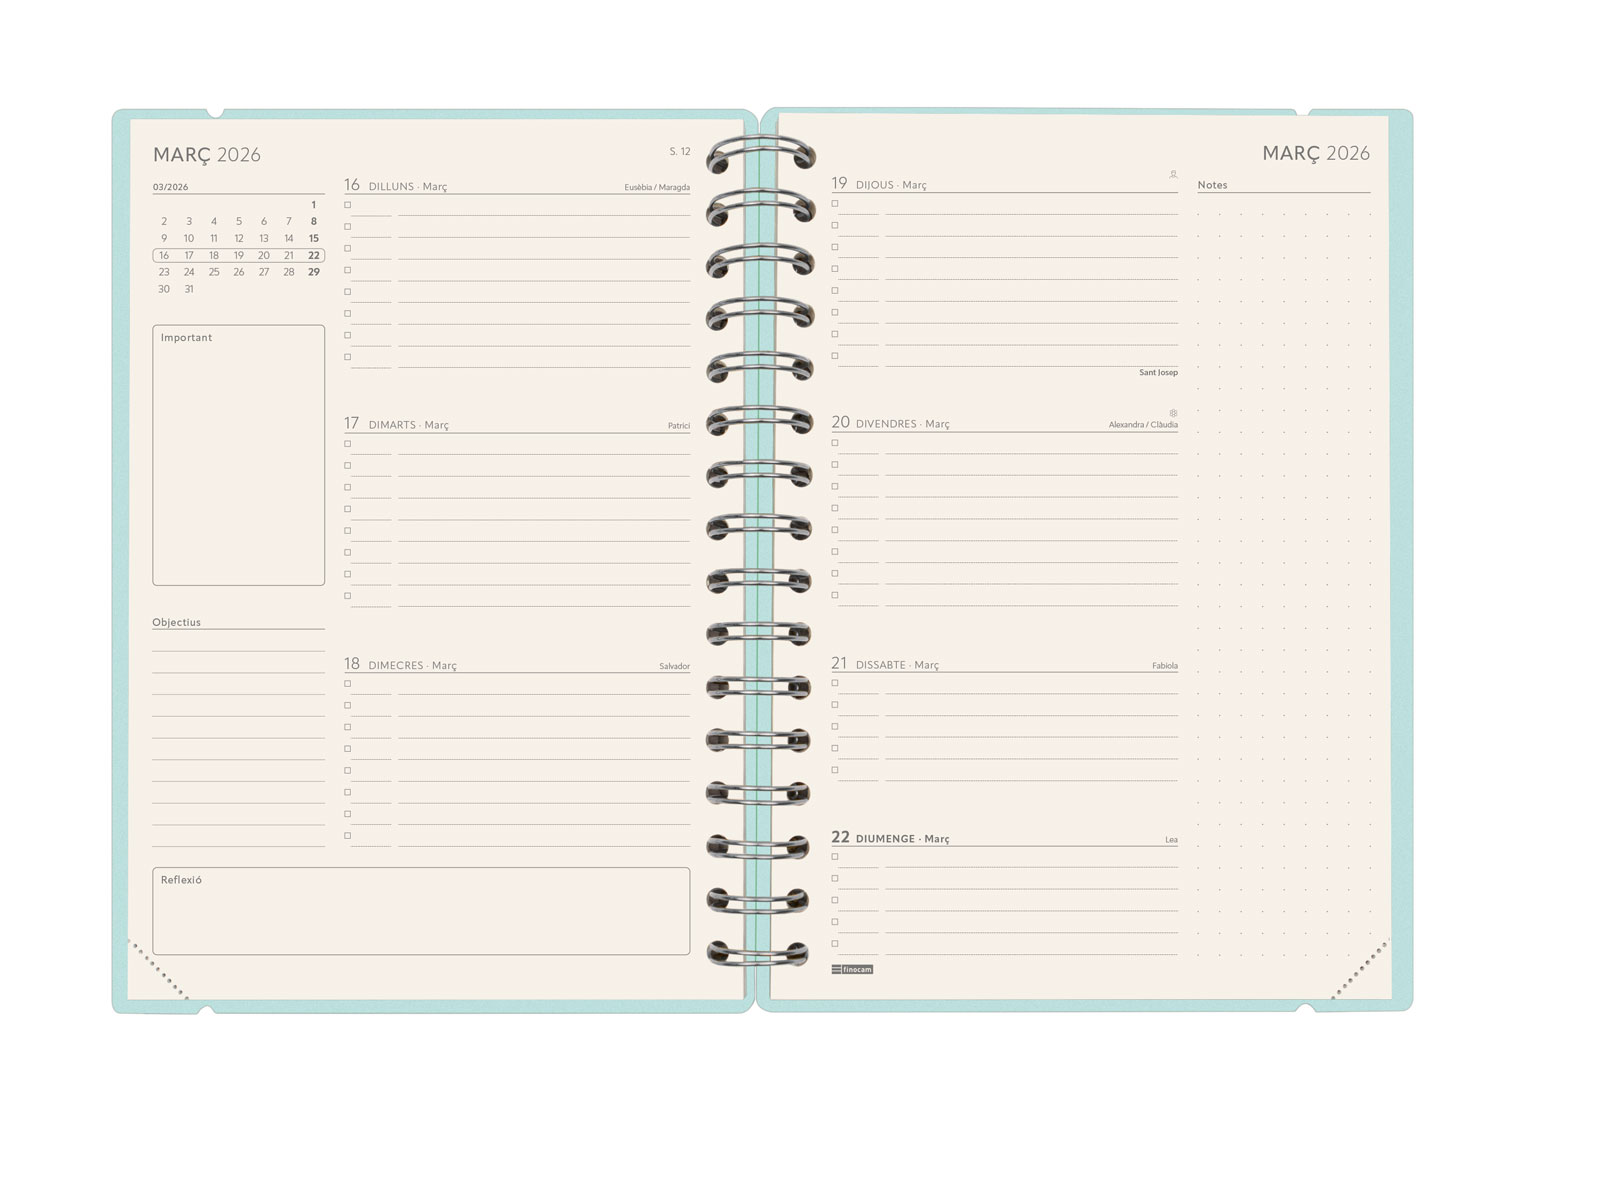 MARÇ 2026
S. 12
03/2026
1
2 3 4 5 6 7 8
9 10 11 12 13 14 15
16 17 18 19 20 21 22
23 24 25 26 27 28 29
30 31
Important
Objectius
Reflexió
16 DILLUNS · Març Eusèbia / Maragda
17 DIMARTS · Març Patrici
18 DIMECRES · Març Salvador
MARÇ 2026
19 DIJOUS · Març
Sant Josep
20 DIVENDRES · Març Alexandra / Clàudia
21 DISSABTE · Març Fabiola
22 DIUMENGE · Març Lea
finocam
Notes